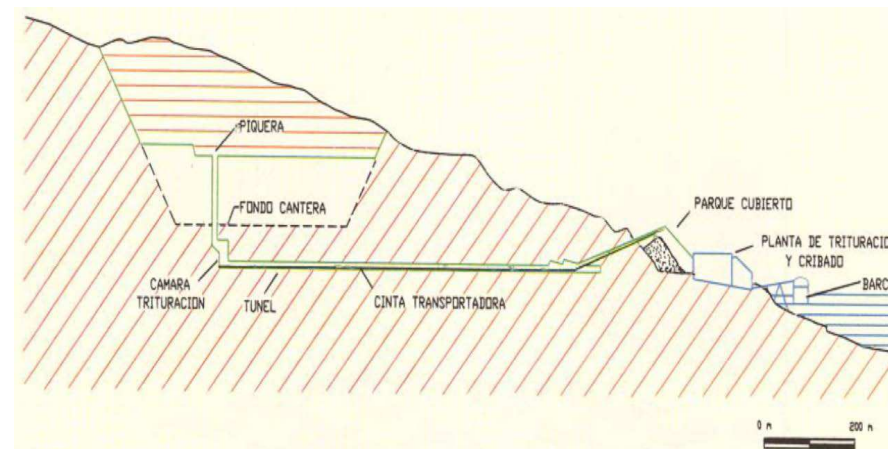 PIQUERA
FONDO CANTERA
PARQUE CUBIERTO
PLANTA DE TRITURACIO
Y CRIBADO
BARC
CAMARA
TRITURACION
TUNEL
CINTA TRANSPORTADORA
0 m 200 m